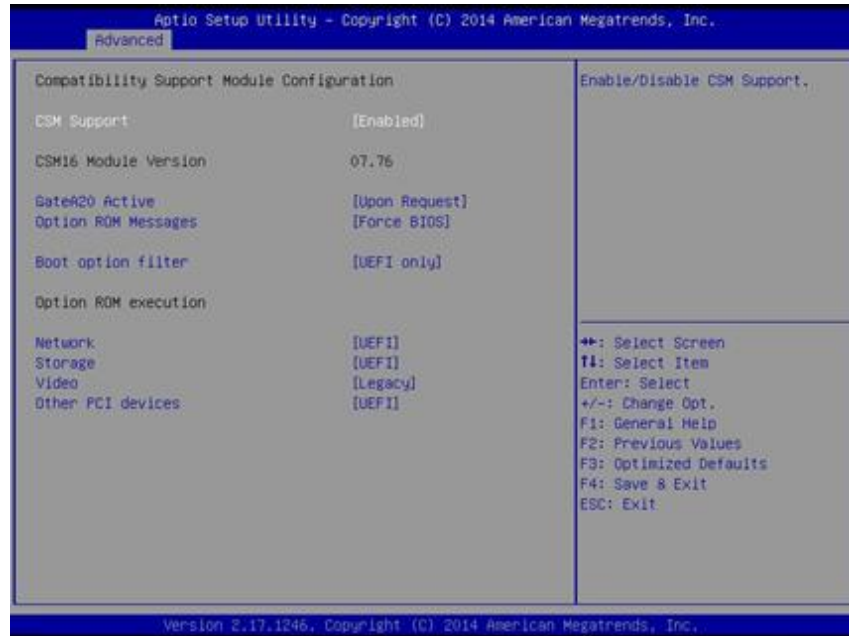 Aptio Setup Utility - Copyright (C) 2014 American Megatrends, Inc.
Advanced
Compatibility Support Module Configuration
CSM Support [Enabled]
CSM16 Module Version 07.76
GateA20 Active [Upon Request]
Option ROM Messages [Force BIOS]
Boot option filter [UEFI only]
Option ROM execution
Network [UEFI]
Storage [UEFI]
Video [Legacy]
Other PCI devices [UEFI]
Enable/Disable CSM Support.
→←: Select Screen
↑↓: Select Item
Enter: Select
+/-: Change Opt.
F1: General Help
F2: Previous Values
F3: Optimized Defaults
F4: Save & Exit
ESC: Exit
Version 2.17.1246. Copyright (C) 2014 American Megatrends, Inc.